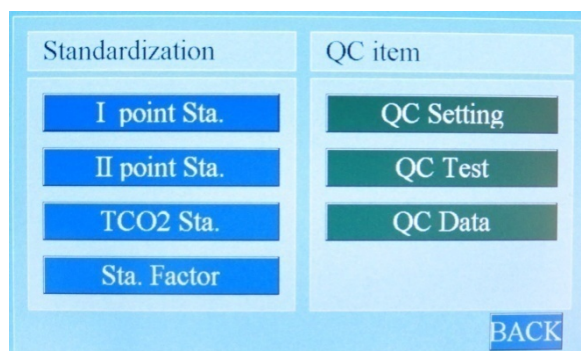 Standardization
I point Sta.
II point Sta.
TCO2 Sta.
Sta. Factor
QC item
QC Setting
QC Test
QC Data
BACK